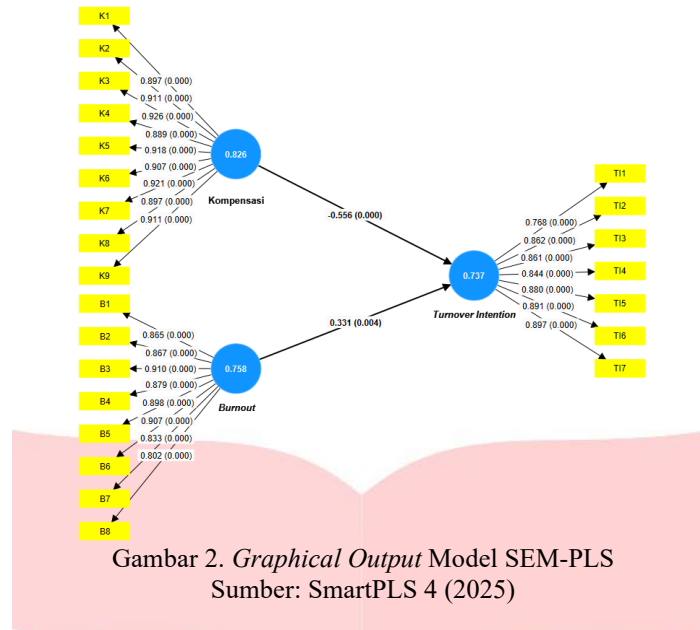 K1
K2
K3
K4
K5
K6
K7
K8
K9
0.897 (0.000)
0.911 (0.000)
0.926 (0.000)
0.889 (0.000)
0.918 (0.000)
0.907 (0.000)
0.921 (0.000)
0.897 (0.000)
0.911 (0.000)
0.826
Kompensasi
-0.556 (0.000)
B1
B2
B3
B4
B5
B6
B7
B8
0.865 (0.000)
0.867 (0.000)
0.910 (0.000)
0.879 (0.000)
0.898 (0.000)
0.907 (0.000)
0.833 (0.000)
0.802 (0.000)
0.758
Burnout
0.331 (0.004)
0.737
Turnover Intention
0.768 (0.000)
0.862 (0.000)
0.861 (0.000)
0.844 (0.000)
0.880 (0.000)
0.891 (0.000)
0.897 (0.000)
TI1
TI2
TI3
TI4
TI5
TI6
TI7
Gambar 2. Graphical Output Model SEM-PLS
Sumber: SmartPLS 4 (2025)